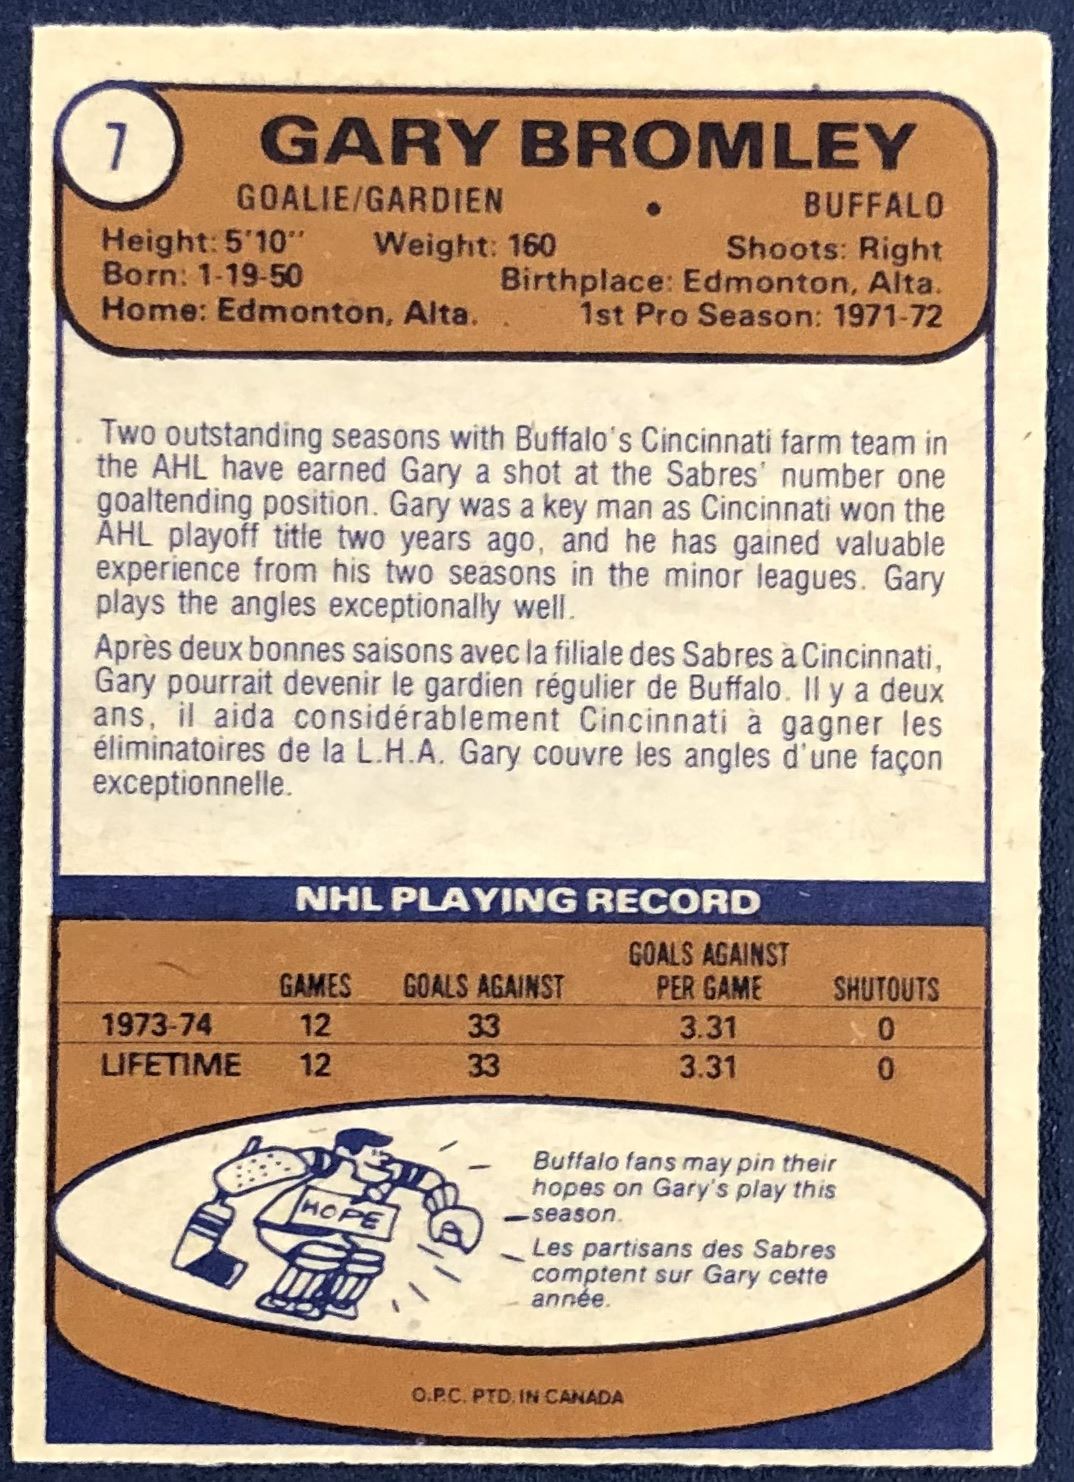 7
GARY BROMLEY
GOALIE/GARDIEN • BUFFALO
Height: 5'10" Weight: 160 Shoots: Right
Born: 1-19-50 Birthplace: Edmonton, Alta.
Home: Edmonton, Alta. 1st Pro Season: 1971-72
Two outstanding seasons with Buffalo's Cincinnati farm team in
the AHL have earned Gary a shot at the Sabres' number one
goaltending position. Gary was a key man as Cincinnati won the
AHL playoff title two years ago, and he has gained valuable
experience from his two seasons in the minor leagues. Gary
plays the angles exceptionally well.
Après deux bonnes saisons avec la filiale des Sabres à Cincinnati,
Gary pourrait devenir le gardien régulier de Buffalo. Il y a deux
ans, il aida considérablement Cincinnati à gagner les
éliminatoires de la L.H.A. Gary couvre les angles d'une façon
exceptionnelle.
NHL PLAYING RECORD
GAMES GOALS AGAINST GOALS AGAINST PER GAME SHUTOUTS
1973-74 12 33 3.31 0
LIFETIME 12 33 3.31 0
HOPE
Buffalo fans may pin their
hopes on Gary's play this
season.
Les partisans des Sabres
comptent sur Gary cette
année.
O.P.C. PTD. IN CANADA